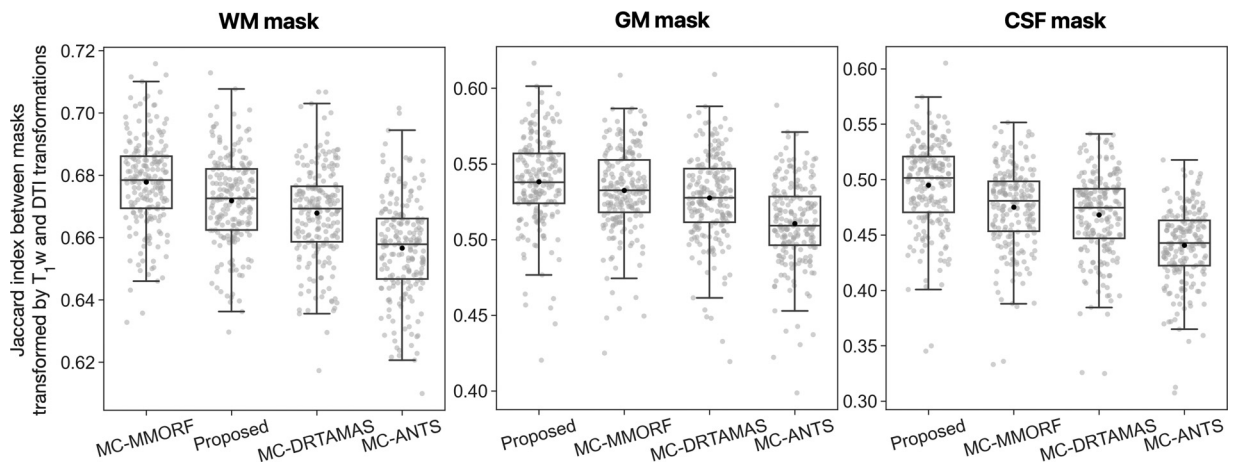 WM mask
GM mask
CSF mask
Jaccard index between masks
transformed by T1w and DTI transformations
0.72
0.70
0.68
0.66
0.64
0.62
MC-MMORF
Proposed
MC-DRTAMAS
MC-ANTS
0.60
0.55
0.50
0.45
0.40
Proposed
MC-MMORF
MC-DRTAMAS
MC-ANTS
0.60
0.55
0.50
0.45
0.40
0.35
0.30
Proposed
MC-MMORF
MC-DRTAMAS
MC-ANTS